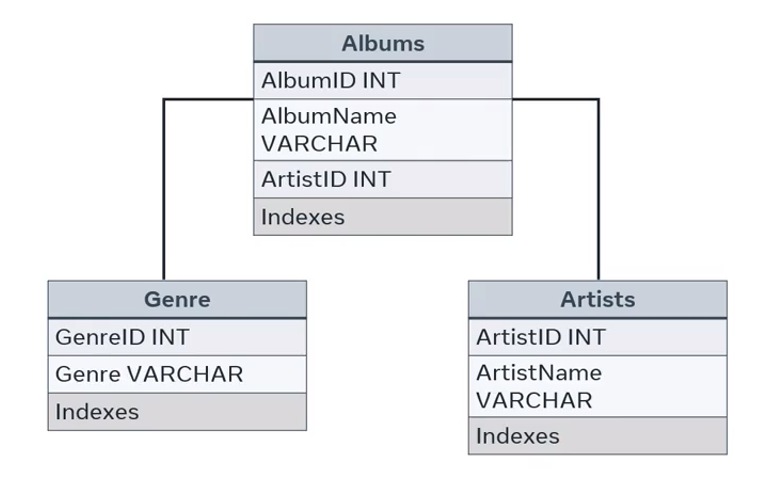 Albums
AlbumID INT
AlbumName
VARCHAR
ArtistID INT
Indexes
Genre
GenreID INT
Genre VARCHAR
Indexes
Artists
ArtistID INT
ArtistName
VARCHAR
Indexes